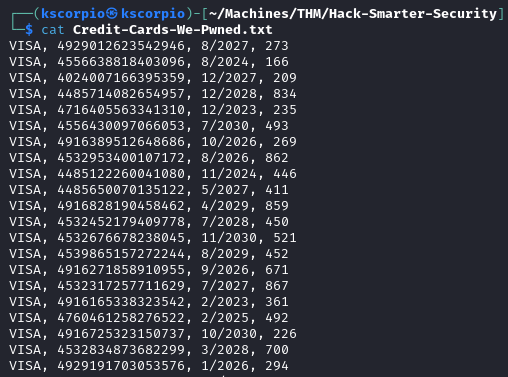 (kscorpio㉿kscorpio)-[~/Machines/THM/Hack-Smarter-Security]
$ cat Credit-Cards-We-Pwned.txt
VISA, 4929012623542946, 8/2027, 273
VISA, 4556638818403096, 8/2024, 166
VISA, 4024007166395359, 12/2027, 209
VISA, 4485714082654957, 12/2028, 834
VISA, 4716405563341310, 12/2023, 235
VISA, 4556430097066053, 7/2030, 493
VISA, 4916389512648686, 10/2026, 269
VISA, 4532953400107172, 8/2026, 862
VISA, 4485122260041080, 11/2024, 446
VISA, 4485650070135122, 5/2027, 411
VISA, 4916828190458462, 4/2029, 859
VISA, 4532452179409778, 7/2028, 450
VISA, 4532676678238045, 11/2030, 521
VISA, 4539865157272244, 8/2029, 452
VISA, 4916271858910955, 9/2026, 671
VISA, 4532317257711629, 7/2027, 867
VISA, 4916165338323542, 2/2023, 361
VISA, 4760461258276522, 2/2025, 492
VISA, 4916725323150737, 10/2030, 226
VISA, 4532834873682299, 3/2028, 700
VISA, 4929191703053576, 1/2026, 294